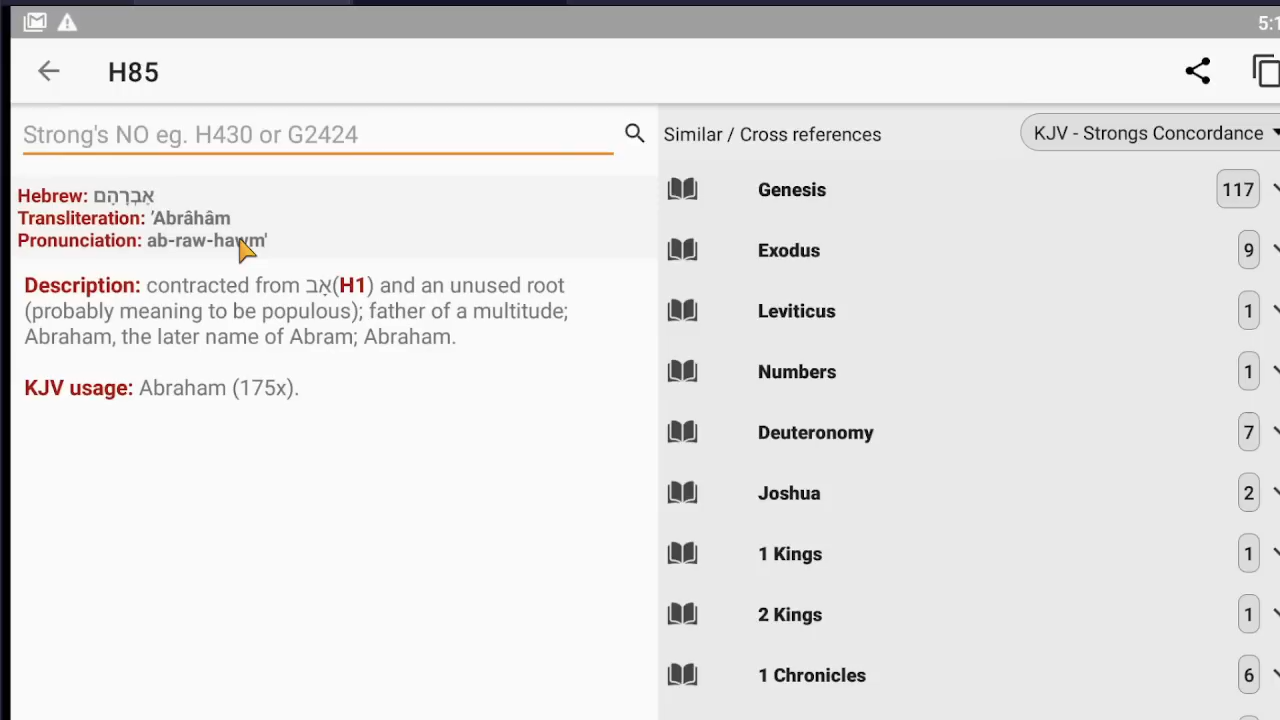 5:1
H85
Strong's NO eg. H430 or G2424
Hebrew: אַבְרָהָם
Transliteration: 'Abrâhâm
Pronunciation: ab-raw-hawm'
Description: contracted from אָב(H1) and an unused root
(probably meaning to be populous); father of a multitude;
Abraham, the later name of Abram; Abraham.
KJV usage: Abraham (175x).
Similar / Cross references
KJV - Strongs Concordance
Genesis 117
Exodus 9
Leviticus 1
Numbers 1
Deuteronomy 7
Joshua 2
1 Kings 1
2 Kings 1
1 Chronicles 6